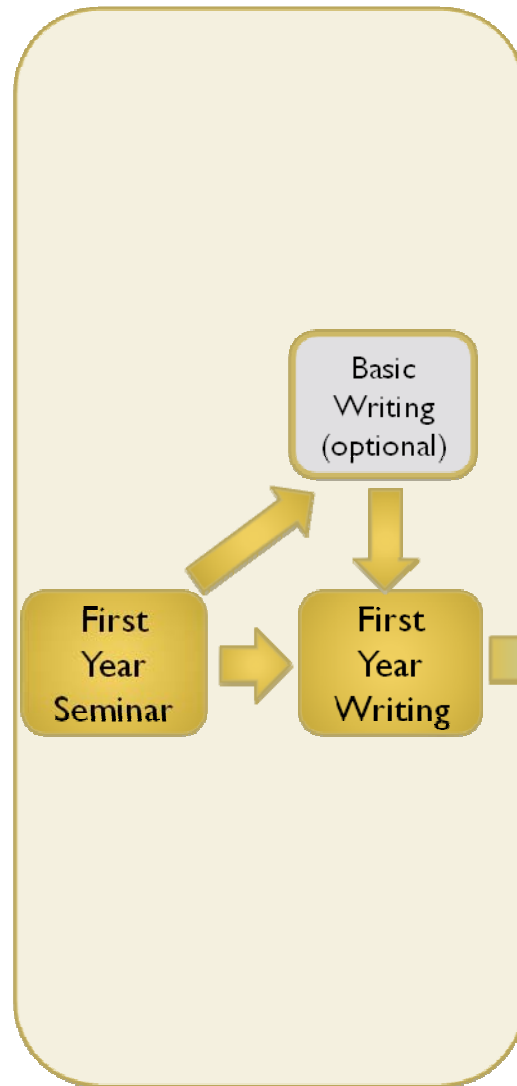 Basic
Writing
(optional)
First
Year
Seminar
First
Year
Writing